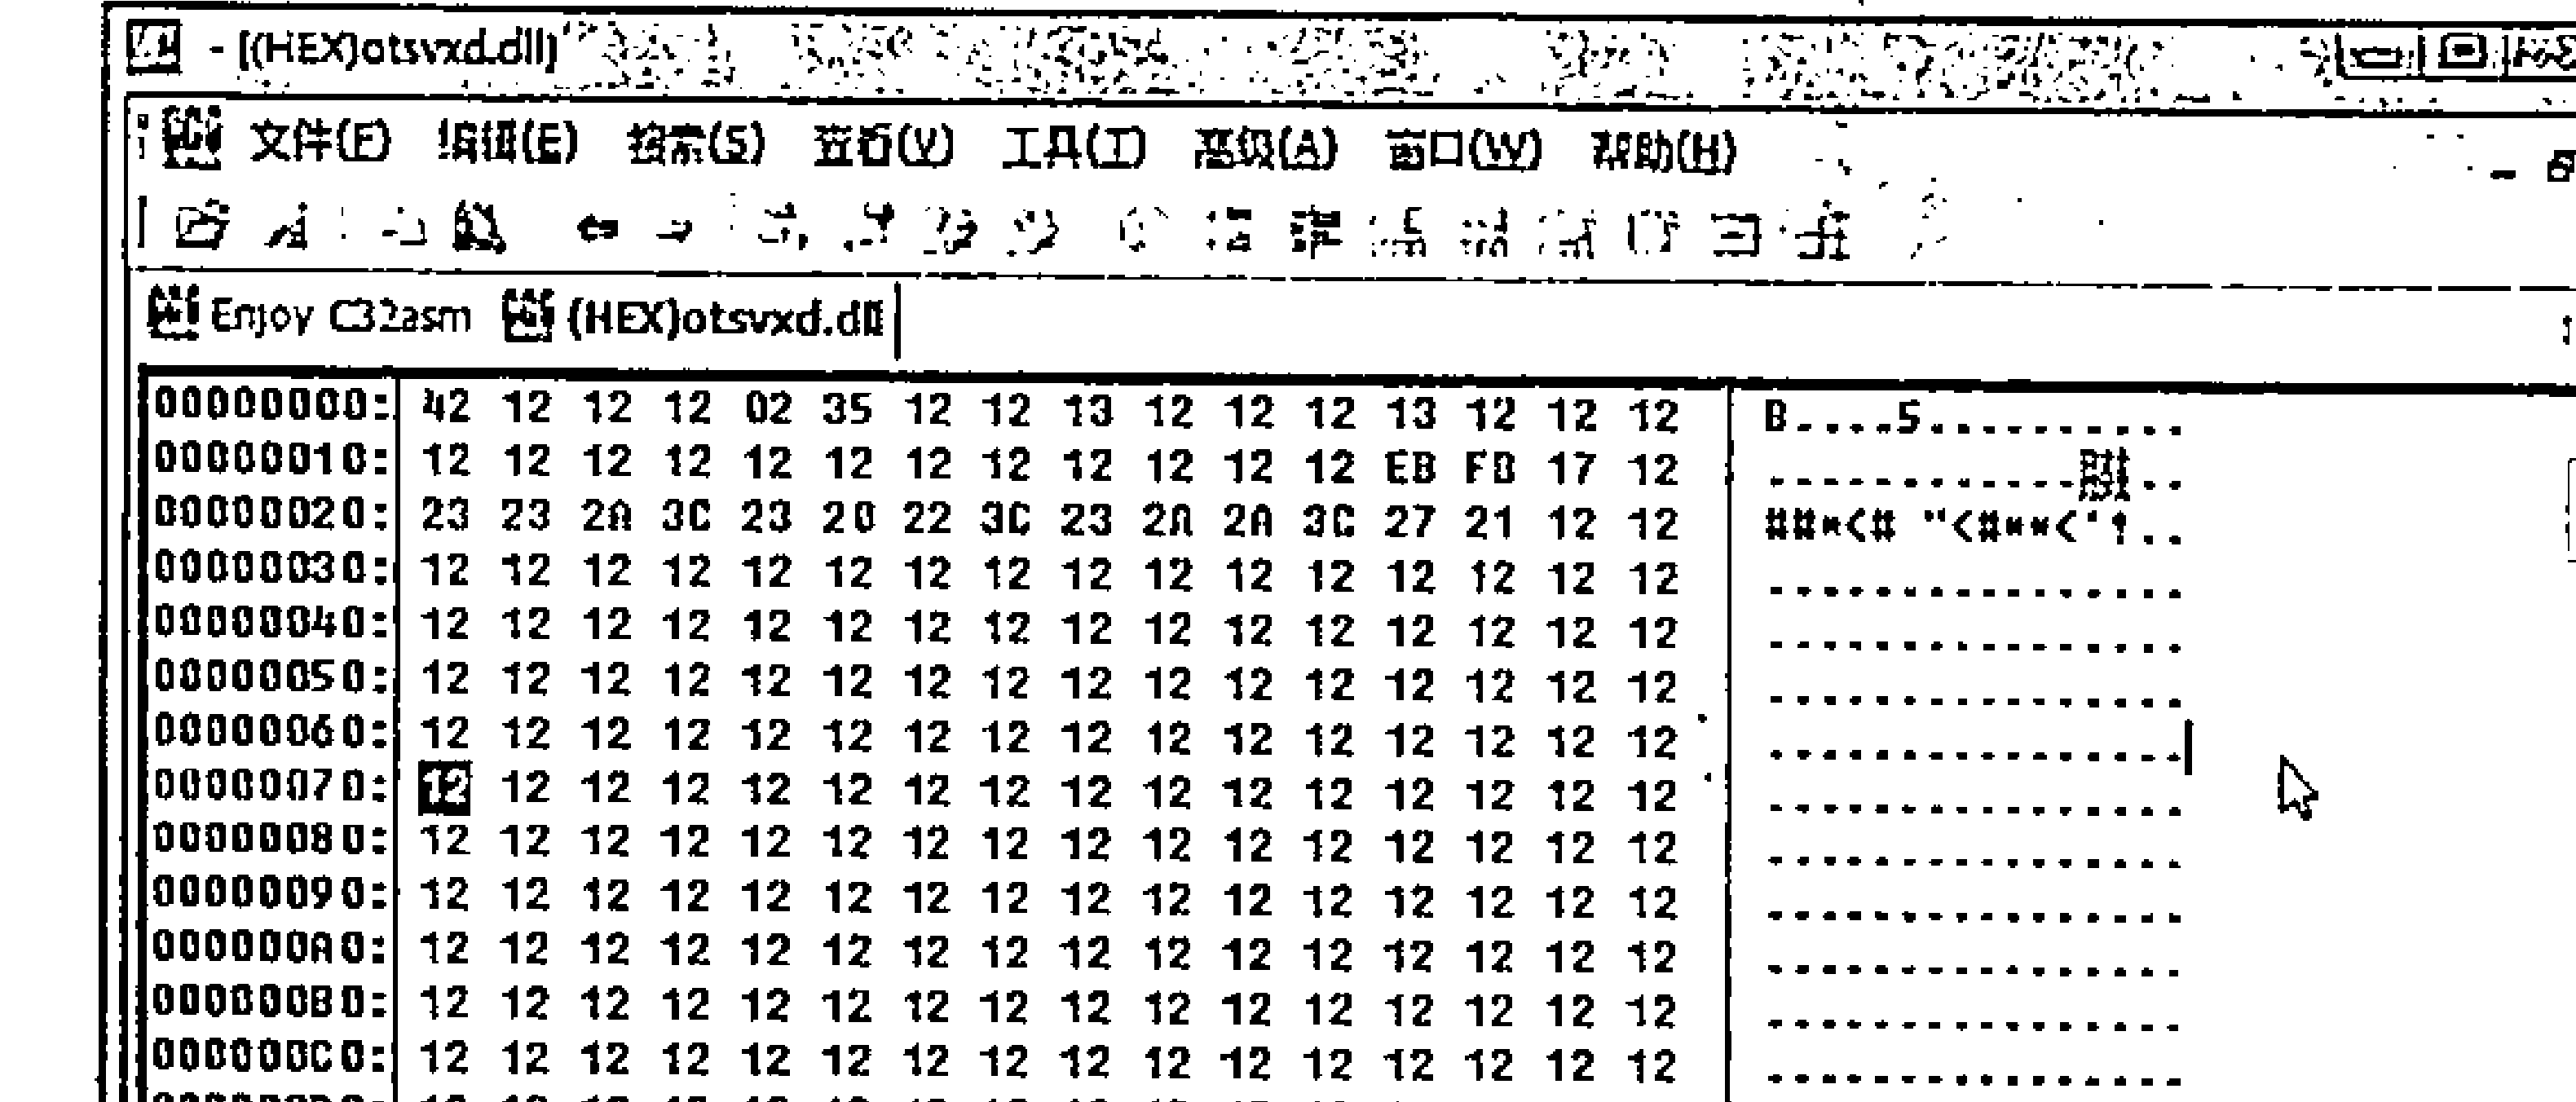 - [(HEX)otsvxd.dll]
文件(F) 编辑(E) 搜索(S) 查看(V) 工具(T) 高级(A) 窗口(W) 帮助(H)
Enjoy C32asm (HEX)otsvxd.dll
00000000: 42 12 12 12 02 35 12 12 13 12 12 12 13 12 12 12 B....5..........
00000010: 12 12 12 12 12 12 12 12 12 12 12 12 EB FD 17 12 ............ ..
00000020: 23 23 2A 3C 23 20 22 3C 23 2A 2A 3C 27 21 12 12 ##*<# "<#**<'!..
00000030: 12 12 12 12 12 12 12 12 12 12 12 12 12 12 12 12 ................
00000040: 12 12 12 12 12 12 12 12 12 12 12 12 12 12 12 12 ................
00000050: 12 12 12 12 12 12 12 12 12 12 12 12 12 12 12 12 ................
00000060: 12 12 12 12 12 12 12 12 12 12 12 12 12 12 12 12 ................
00000070: 12 12 12 12 12 12 12 12 12 12 12 12 12 12 12 12 ................
00000080: 12 12 12 12 12 12 12 12 12 12 12 12 12 12 12 12 ................
00000090: 12 12 12 12 12 12 12 12 12 12 12 12 12 12 12 12 ................
000000A0: 12 12 12 12 12 12 12 12 12 12 12 12 12 12 12 12 ................
000000B0: 12 12 12 12 12 12 12 12 12 12 12 12 12 12 12 12 ................
000000C0: 12 12 12 12 12 12 12 12 12 12 12 12 12 12 12 12 ................